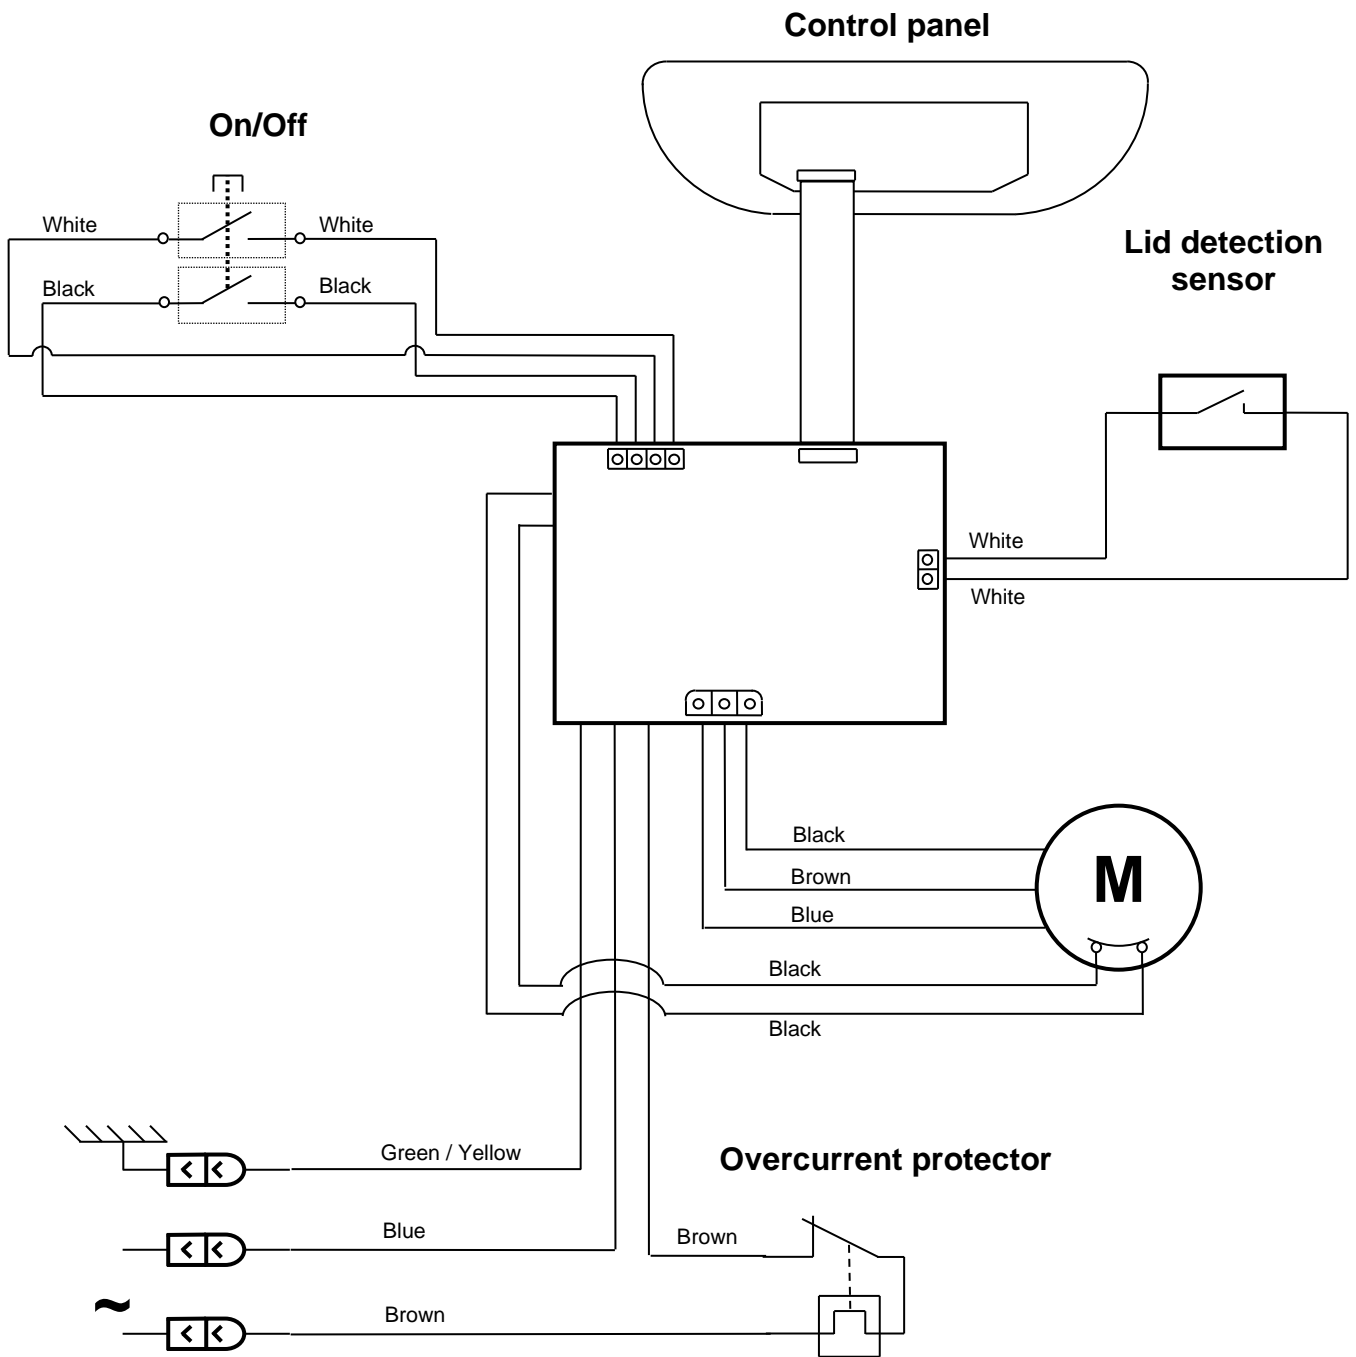 Control panel
On/Off
White
White
Lid detection
sensor
Black
Black
White
White
Black
Brown
M
Blue
Black
Black
Green / Yellow
Overcurrent protector
Blue
Brown
~
Brown